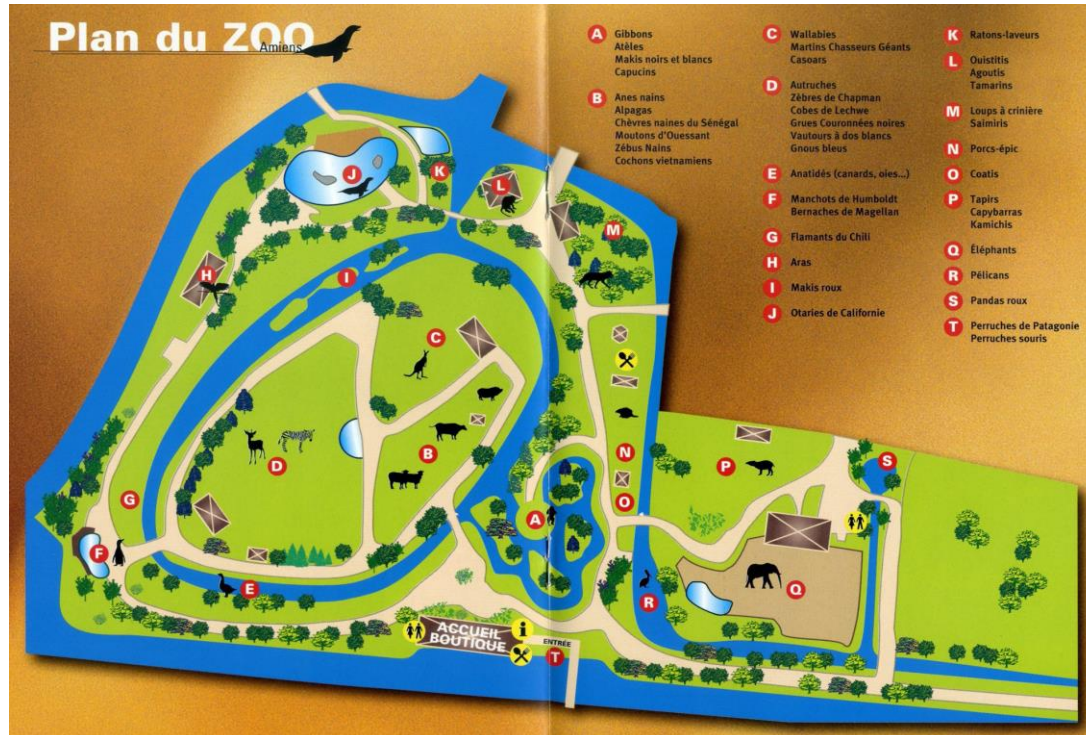 Plan du ZOO
Amiens
A Gibbons
Atèles
Makis noirs et blancs
Capucins
B Anes nains
Alpagas
Chèvres naines du Sénégal
Moutons d'Ouessant
Zébus Nains
Cochons vietnamiens
C Wallabies
Martins Chasseurs Géants
Casoars
D Autruches
Zèbres de Chapman
Cobes de Lechwe
Grues Couronnées noires
Vautours à dos blancs
Gnous bleus
E Anatidés (canards, oies...)
F Manchots de Humboldt
Bernaches de Magellan
G Flamants du Chili
H Aras
I Makis roux
J Otaries de Californie
K Ratons-laveurs
L Ouistitis
Agoutis
Tamarins
M Loups à crinière
Saimiris
N Porcs-épic
O Coatis
P Tapirs
Capybarras
Kamichis
Q Éléphants
R Pélicans
S Pandas roux
T Perruches de Patagonie
Perruches souris
J
K
L
M
H
I
C
B
D
N
P
S
G
O
A
F
E
R
Q
ACCUEIL
BOUTIQUE
i
ENTRÉE
T